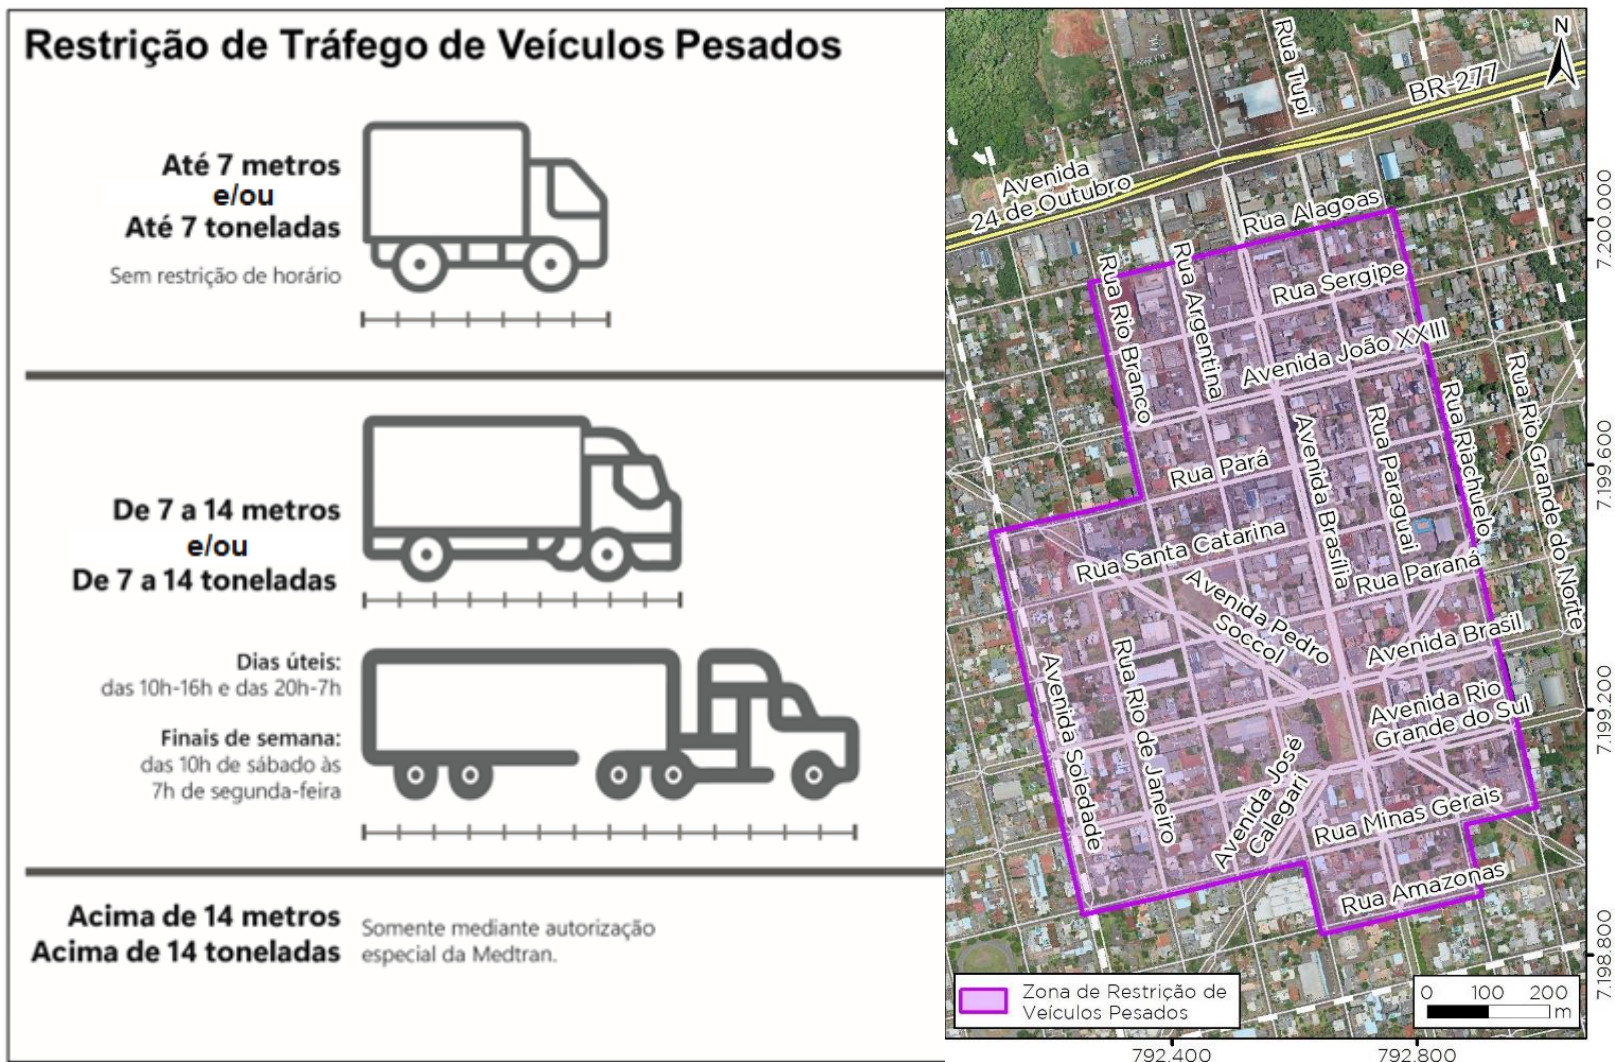 Restrição de Tráfego de Veículos Pesados
Até 7 metros
e/ou
Até 7 toneladas
Sem restrição de horário
De 7 a 14 metros
e/ou
De 7 a 14 toneladas
Dias úteis:
das 10h-16h e das 20h-7h
Finais de semana:
das 10h de sábado às
7h de segunda-feira
Acima de 14 metros
Acima de 14 toneladas
Somente mediante autorização
especial da Medtran.
N
Rua Tupi
BR-277
Avenida
24 de Outubro
Rua Alagoas
Rua Rio Branco
Rua Argentina
Rua Sergipe
Avenida João XXIII
Rua Pará
Avenida Brasília
Rua Paraguai
Rua Riachuelo
Rua Rio Grande do Norte
Rua Santa Catarina
Rua Paraná
Avenida Pedro
Soccol
Avenida Brasil
Avenida Soledade
Rua Rio de Janeiro
Avenida Rio
Grande do Sul
Avenida José
Calegari
Rua Minas Gerais
Rua Amazonas
Zona de Restrição de
Veículos Pesados
0 100 200
m
7.200.000
7.199.600
7.199.200
7.198.800
792.400
792.800